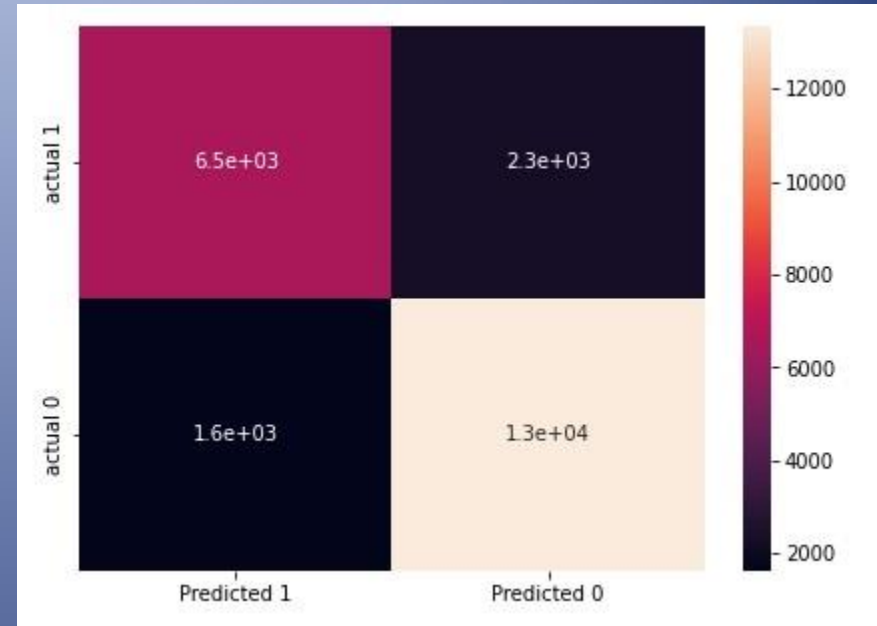 actual 1
6.5e+03
2.3e+03
actual 0
1.6e+03
1.3e+04
Predicted 1
Predicted 0
12000
10000
8000
6000
4000
2000